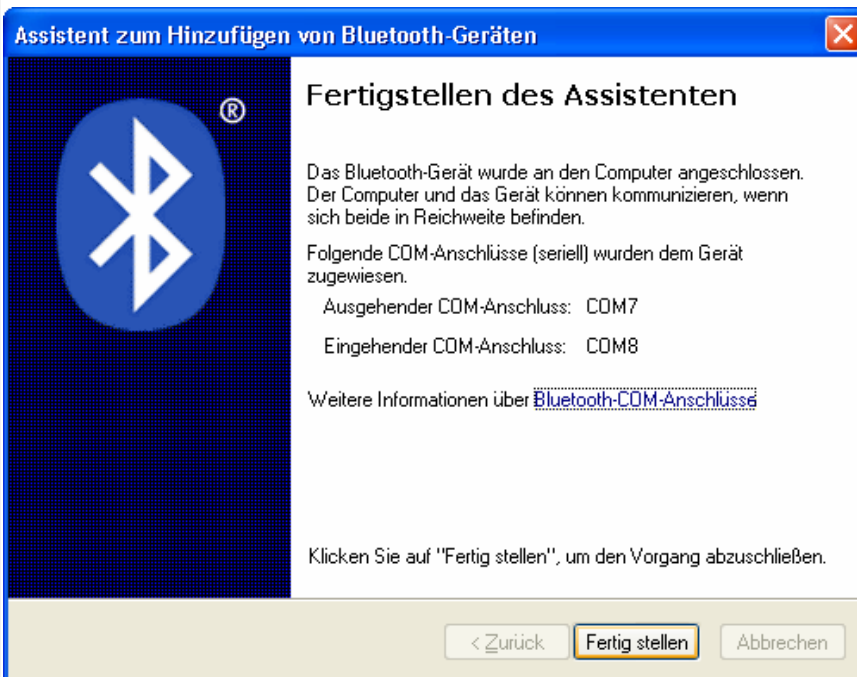 Assistent zum Hinzufügen von Bluetooth-Geräten
®
Fertigstellen des Assistenten
Das Bluetooth-Gerät wurde an den Computer angeschlossen.
Der Computer und das Gerät können kommunizieren, wenn
sich beide in Reichweite befinden.
Folgende COM-Anschlüsse (seriell) wurden dem Gerät
zugewiesen.
Ausgehender COM-Anschluss: COM7
Eingehender COM-Anschluss: COM8
Weitere Informationen über Bluetooth-COM-Anschlüsse
Klicken Sie auf "Fertig stellen", um den Vorgang abzuschließen.
< Zurück Fertig stellen Abbrechen